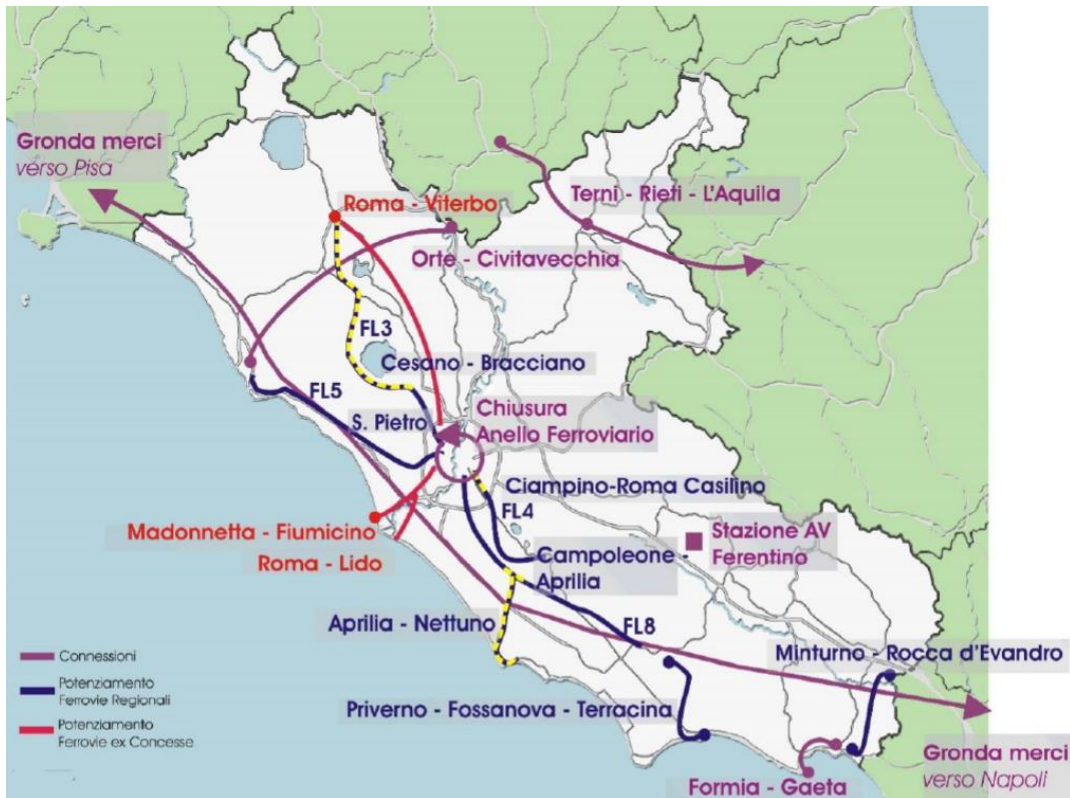 Gronda merci
verso Pisa
Roma - Viterbo
Terni - Rieti - L'Aquila
Orte - Civitavecchia
FL3
Cesano - Bracciano
FL5
S. Pietro
Chiusura
Anello Ferroviario
Ciampino-Roma Casilino
FL4
Madonnetta - Fiumicino
Roma - Lido
Stazione AV
Ferentino
Campoleone -
Aprilia
Aprilia - Nettuno
FL8
Minturno - Rocca d'Evandro
Priverno - Fossanova - Terracina
Gronda merci
verso Napoli
Formia - Gaeta
Connessioni
Potenziamento
Ferrovie Regionali
Potenziamento
Ferrovie ex Concesse